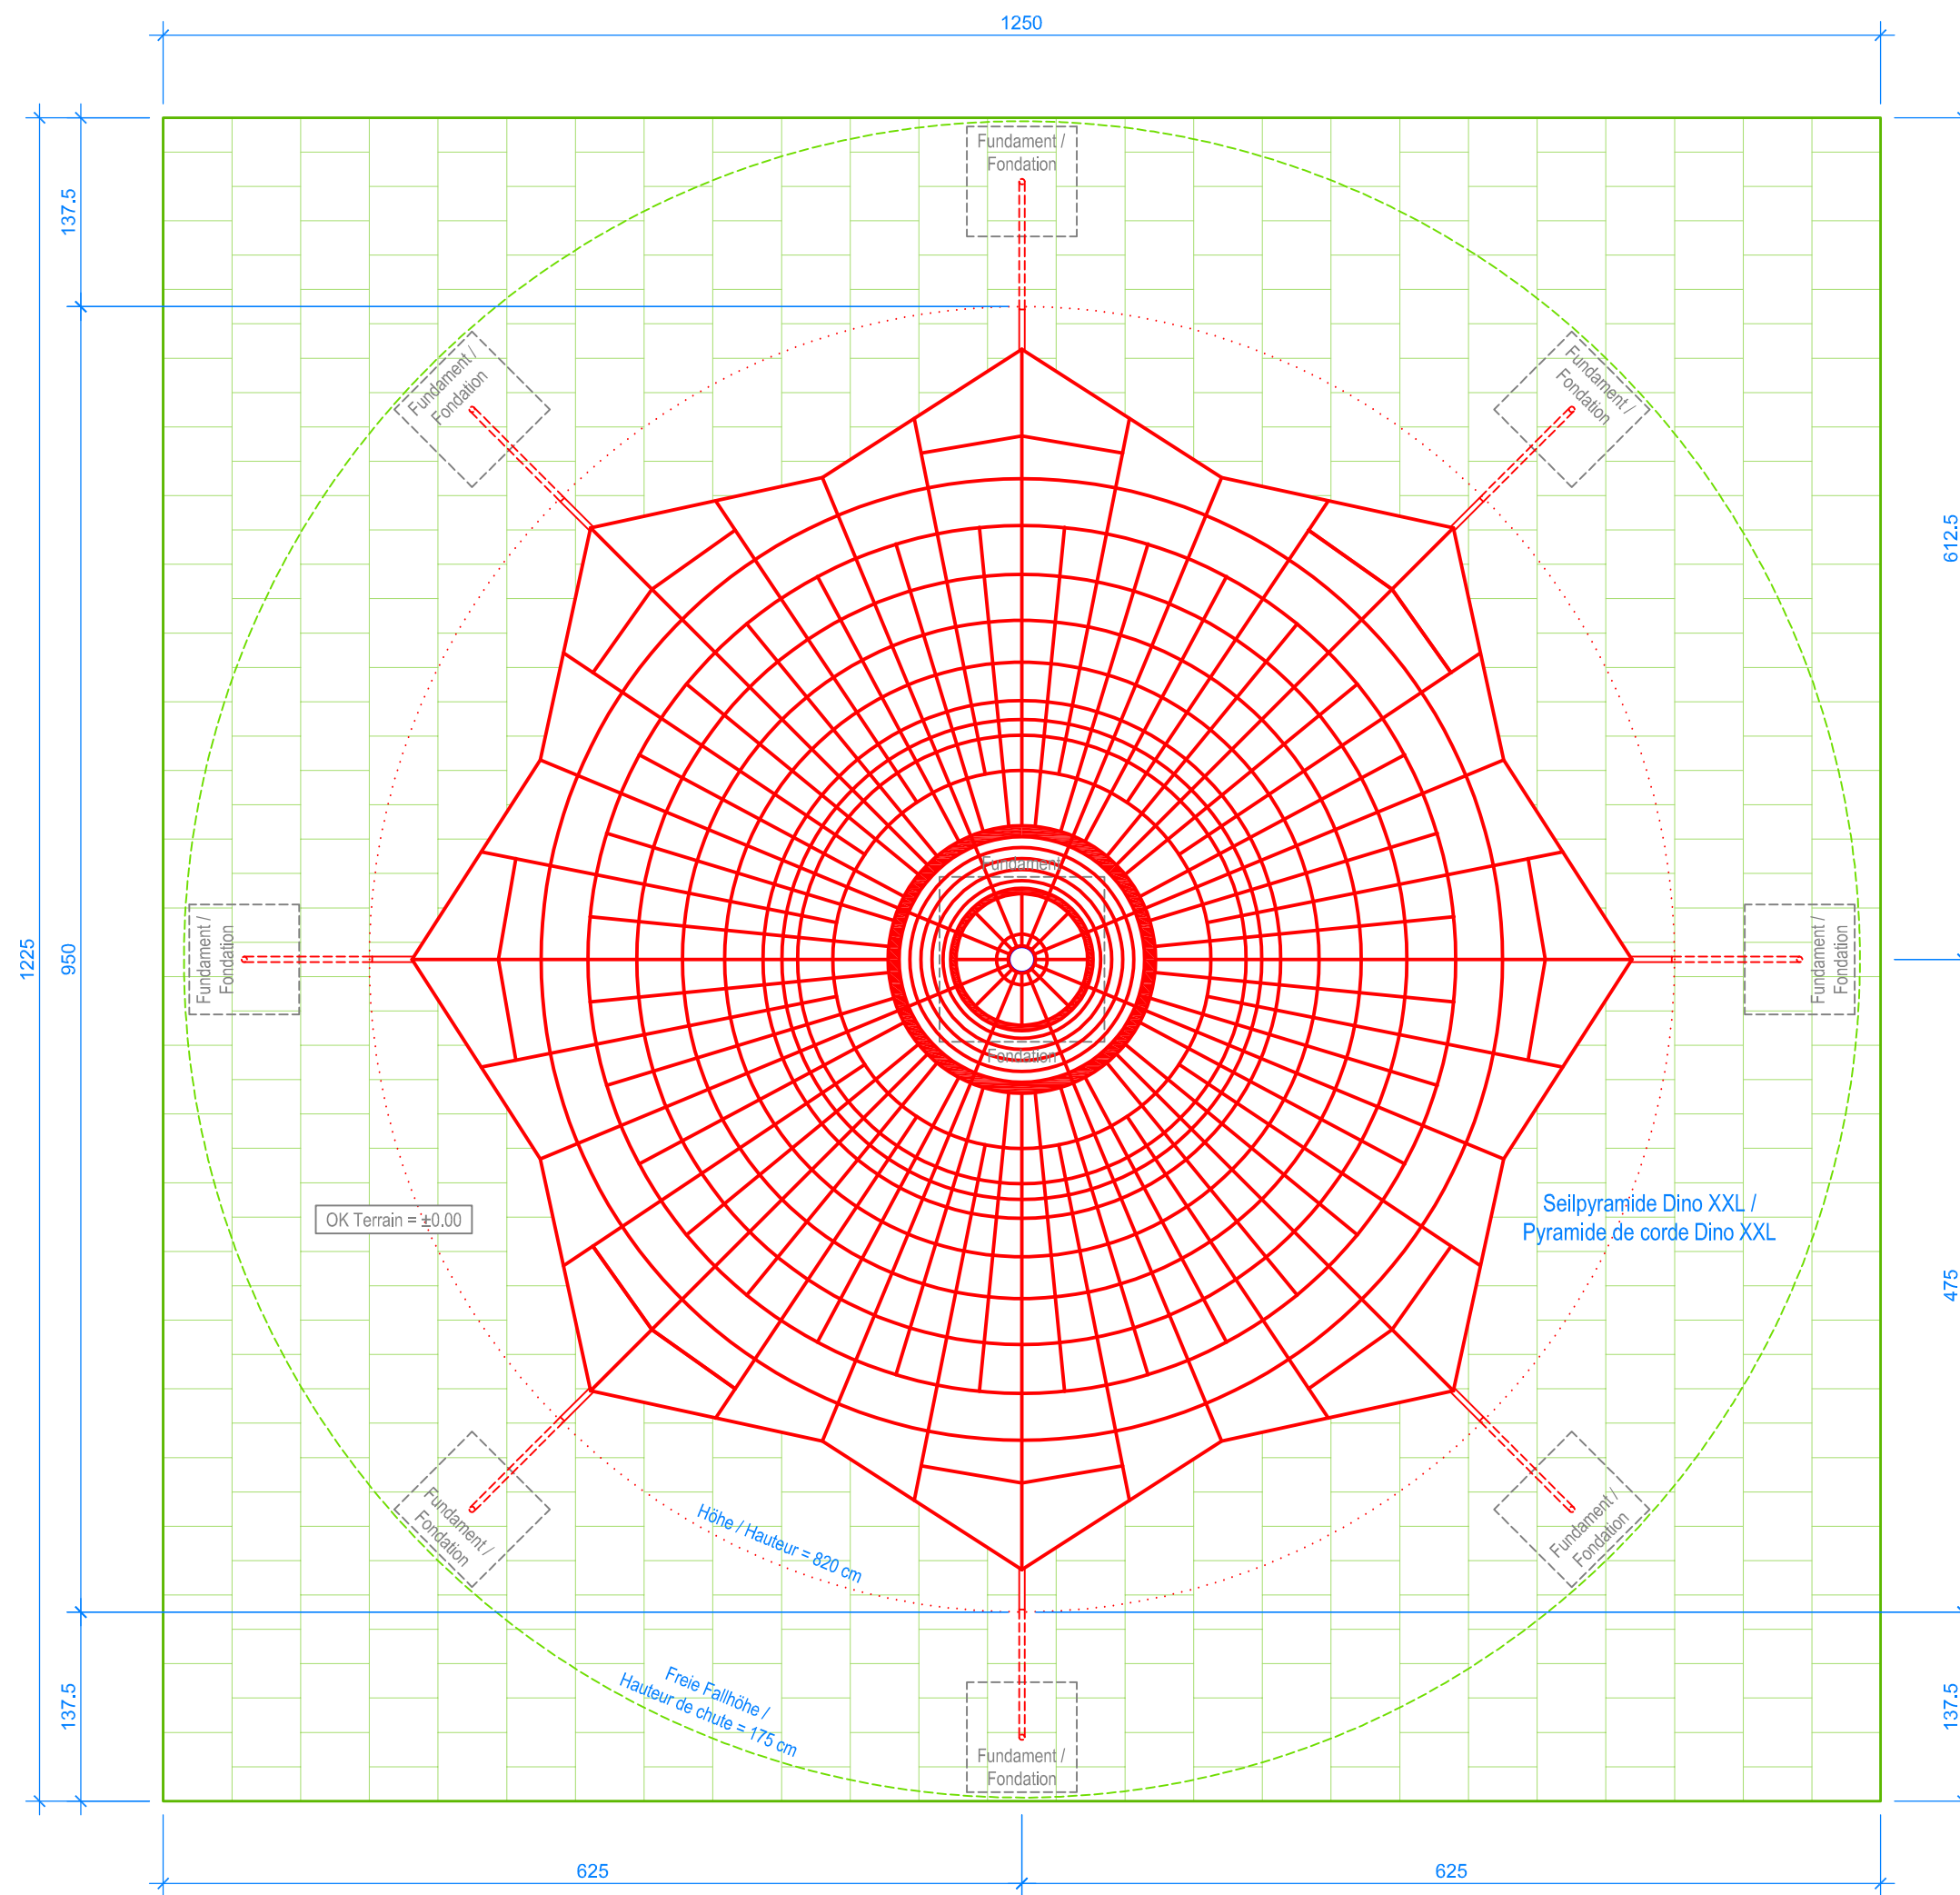 1250
Fundament /
Fondation
137.5
Fundament /
Fondation
Fundament /
Fondation
612.5
Fundament
1225
950
Fundament /
Fondation
Fundament /
Fondation
Fondation
OK Terrain = ±0.00
Seilpyramide Dino XXL /
Pyramide de corde Dino XXL
475
Höhe / Hauteur = 820 cm
Fundament /
Fondation
Fundament /
Fondation
Freie Fallhöhe /
Hauteur de chute = 175 cm
137.5
137.5
Fundament /
Fondation
625
625